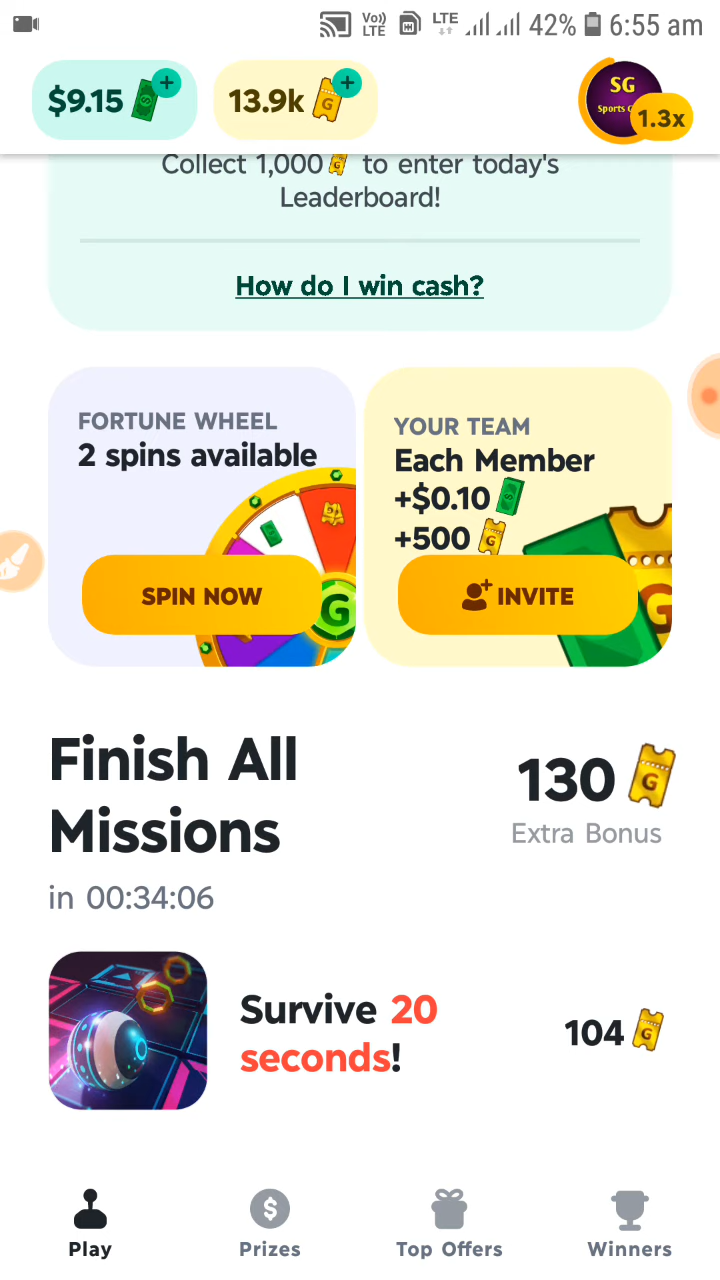 Vo))
LTE
LTE
42%
6:55 am
$9.15
13.9k
G
SG
Sports
1.3x
Collect 1,000 to enter today's
Leaderboard!
How do I win cash?
FORTUNE WHEEL
2 spins available
SPIN NOW
G
YOUR TEAM
Each Member
+$0.10
+500
INVITE
Finish All
Missions
130
Extra Bonus
in 00:34:06
Survive 20
seconds!
104
Play
Prizes
Top Offers
Winners